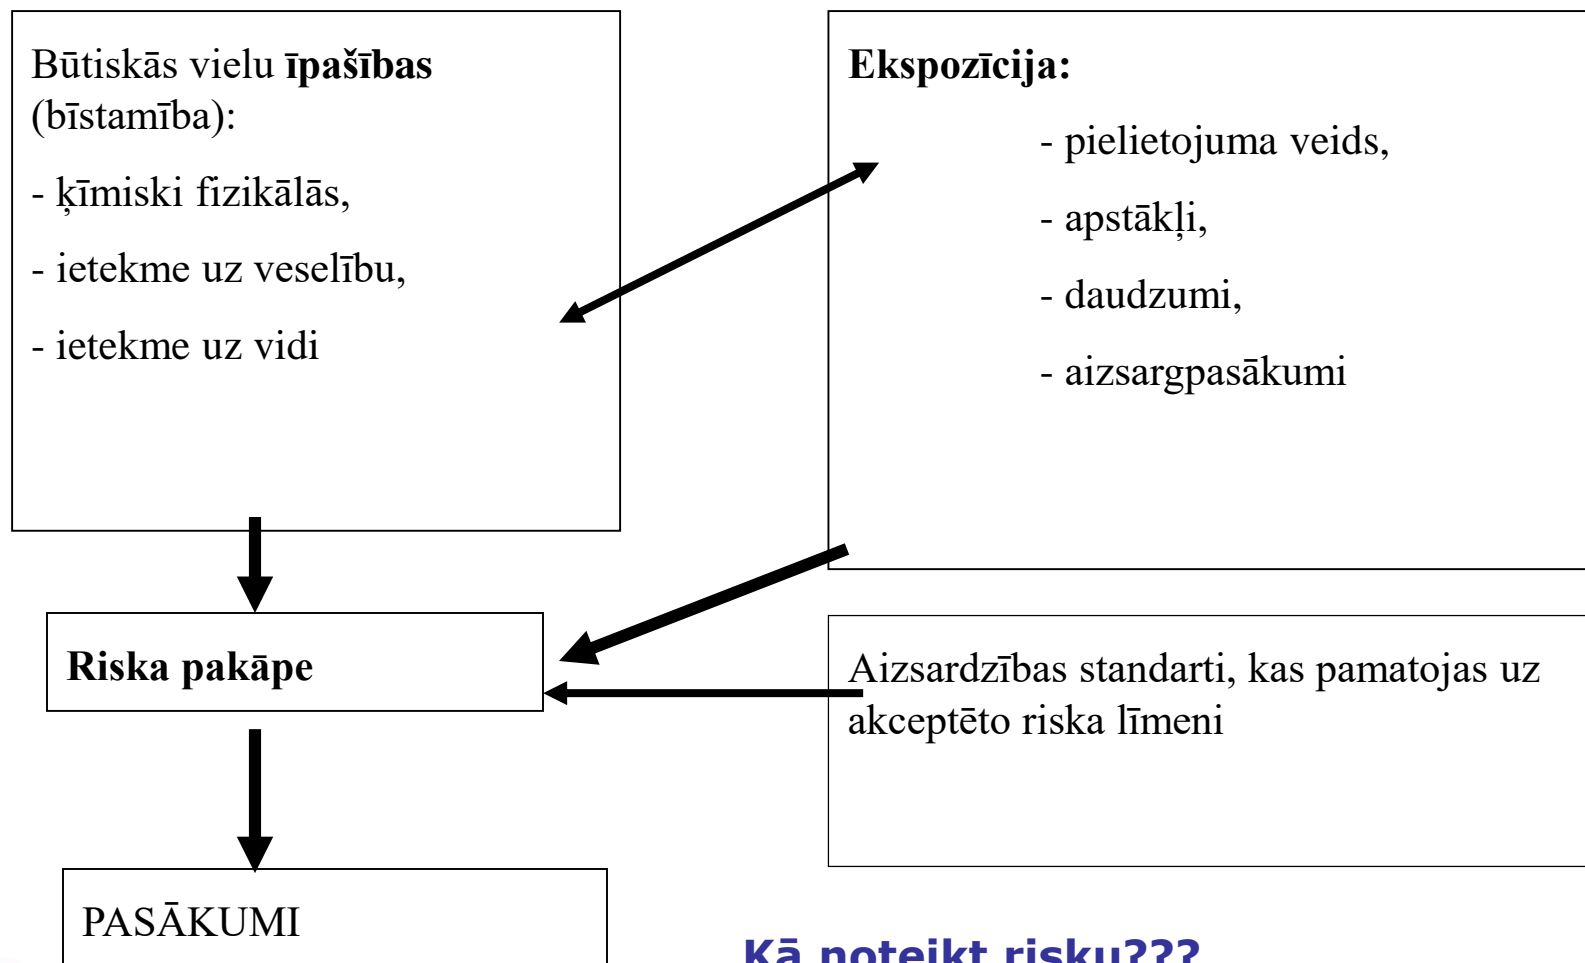 Būtiskās vielu īpašības
(bīstamība):
- ķīmiski fizikālās,
- ietekme uz veselību,
- ietekme uz vidi
Ekspozīcija:
- pielietojuma veids,
- apstākļi,
- daudzumi,
- aizsargpasākumi
Riska pakāpe
Aizsardzības standarti, kas pamatojas uz
akceptēto riska līmeni
PASĀKUMI
Kā noteikt risku???